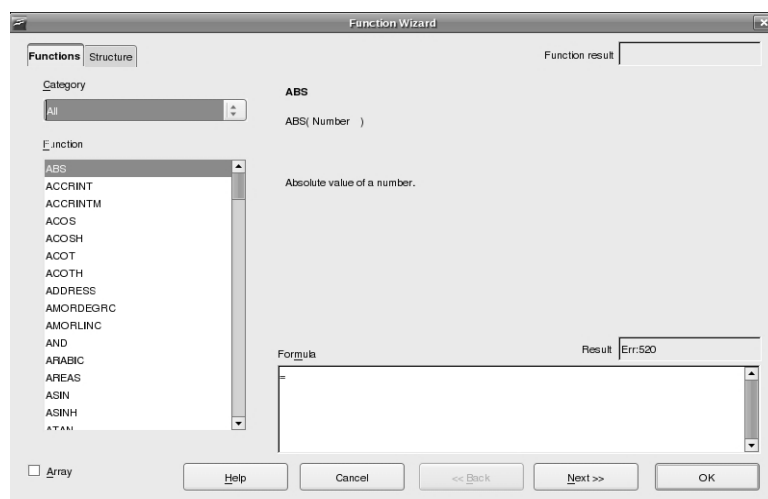 Function Wizard
Functions
Structure
Function result
Category
All
Function
ABS
ACCRINT
ACCRINTM
ACOS
ACOSH
ACOT
ACOTH
ADDRESS
AMORDEGRC
AMORLINC
AND
ARABIC
AREAS
ASIN
ASINH
ATAN
ABS
ABS( Number )
Absolute value of a number.
Result Err:520
Formula
=
Array
Help
Cancel
<< Back
Next >>
OK